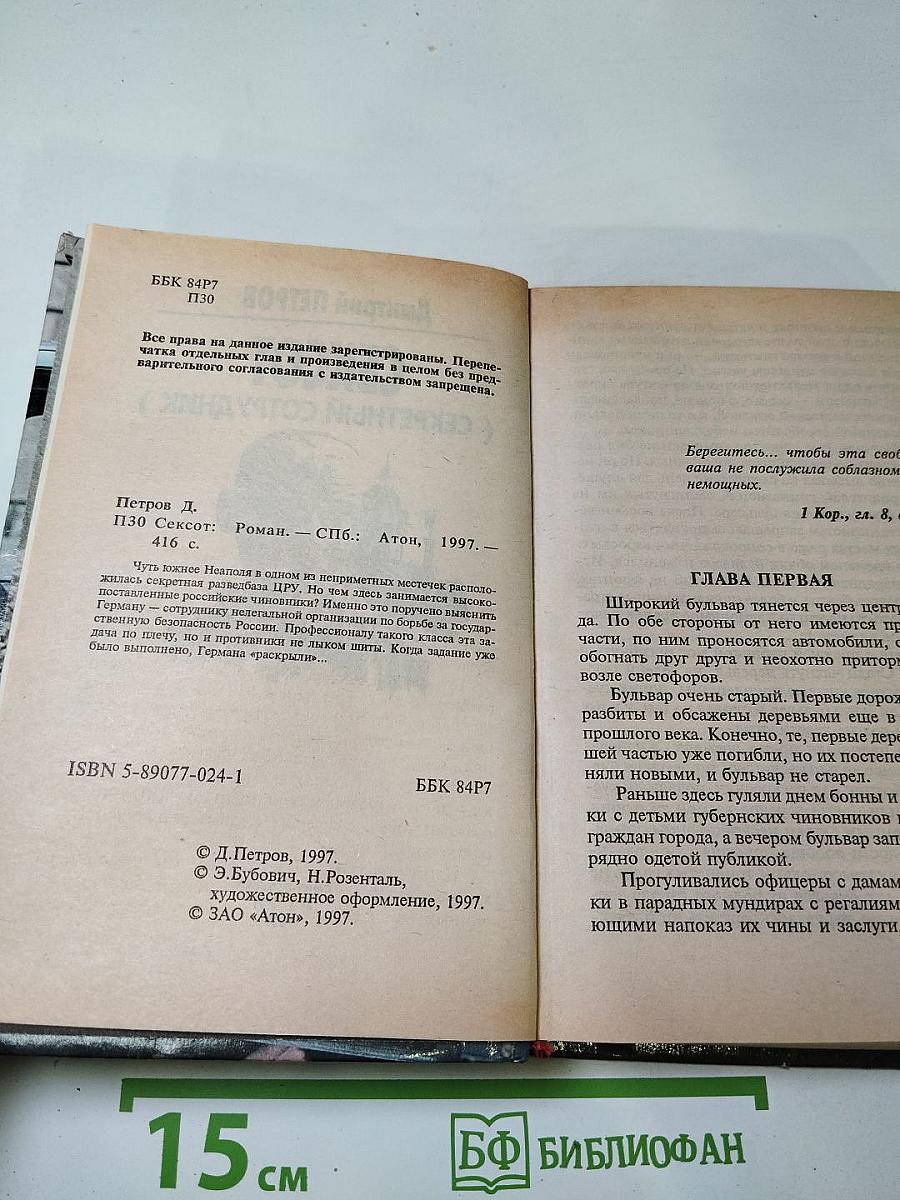 ББК 84Р7
П30
Все права на данное издание зарегистрированы. Перепе-
чатка отдельных глав и произведения в целом без пред-
варительного согласования с издательством запрещена.
Петров Д.
П30 Сексот: Роман. — СПб.: Атон, 1997. —
416 с.
Чуть южнее Неаполя в одном из неприметных местечек располо-
жилась секретная разведбаза ЦРУ. Но чем здесь занимается высоко-
поставленные российские чиновники? Именно это поручено выяснить
Герману — сотруднику нелегальной организации по борьбе за государ-
ственную безопасность России. Профессионалу такого класса эта за-
дача по плечу, но и противники не лыком шиты. Когда задание уже
было выполнено, Германа «раскрыли»...
ISBN 5-89077-024-1
ББК 84Р7
© Д.Петров, 1997.
© Э.Бубович, Н.Розенталь,
художественное оформление, 1997.
© ЗАО «Атон», 1997.
Дмитрий ПЕТРОВ
( СЕКРЕТНЫЙ СОТРУДНИК )
Берегитесь... чтобы эта своб
ваша не послужила соблазном
немощных.
1 Кор., гл. 8,
ГЛАВА ПЕРВАЯ
Широкий бульвар тянется через центр
да. По обе стороны от него имеются пр
части, по ним проносятся автомобили, с
обогнать друг друга и неохотно притор
возле светофоров.
Бульвар очень старый. Первые дорож
разбиты и обсажены деревьями еще в
прошлого века. Конечно, те, первые дере
шей частью уже погибли, но их постепе
няли новыми, и бульвар не старел.
Раньше здесь гуляли днем бонны и
ки с детьми губернских чиновников
граждан города, а вечером бульвар зап
рядно одетой публикой.
Прогуливались офицеры с дамам
ки в парадных мундирах с регалиям
ющими напоказ их чины и заслуги.
15 см
БФ БИБЛИОФАН